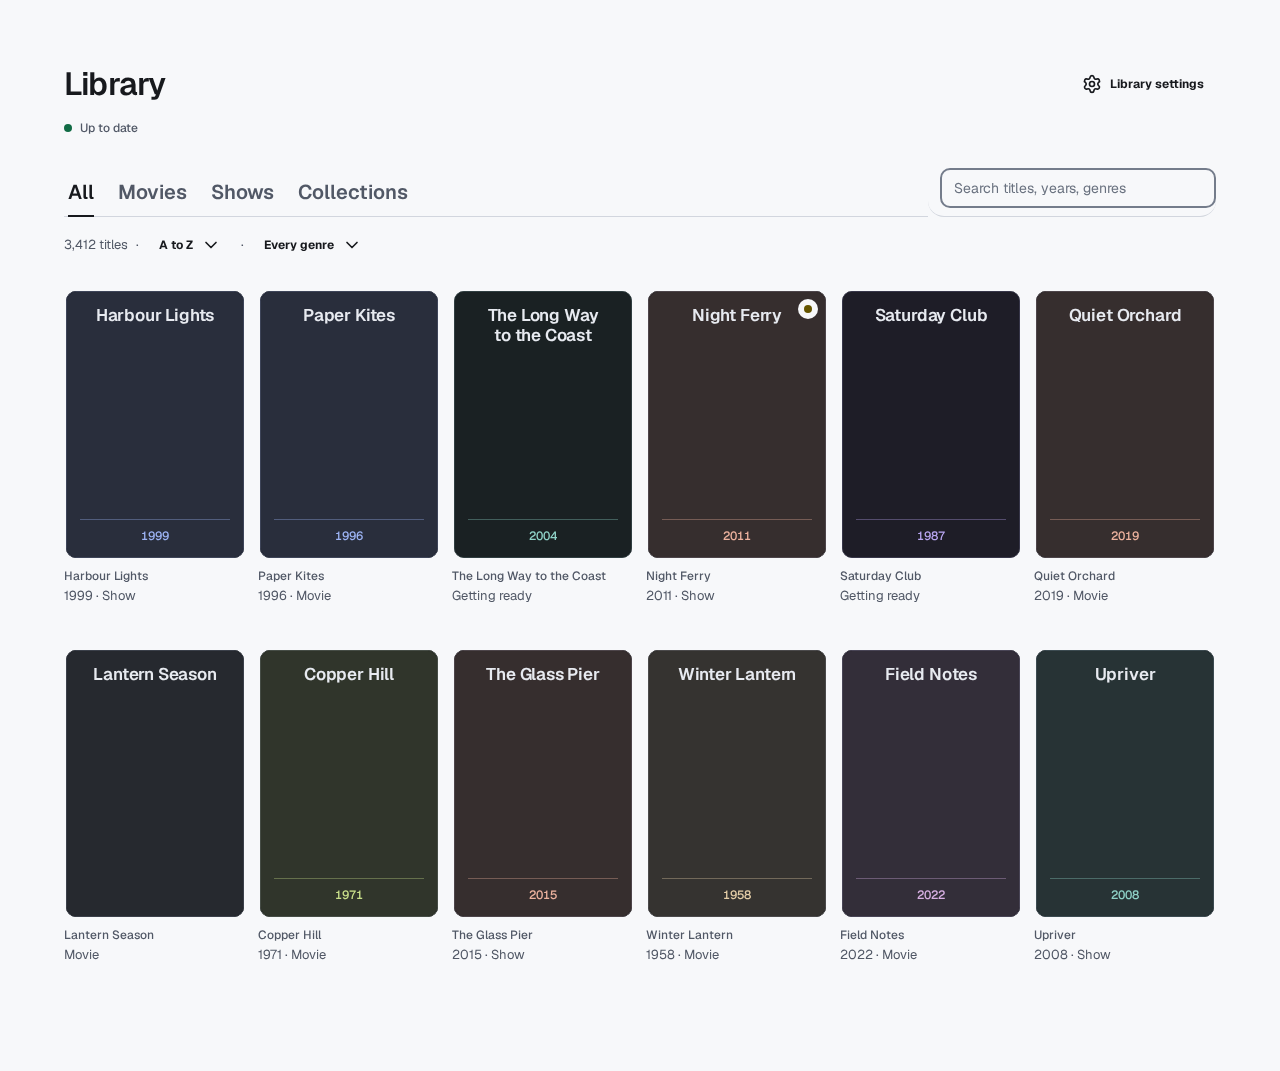 Library
Library settings
Up to date
All
Movies
Shows
Collections
Search titles, years, genres
3,412 titles ·
A to Z
·
Every genre
Harbour Lights
Paper Kites
The Long Way
to the Coast
Night Ferry
Saturday Club
Quiet Orchard
1999
1996
2004
2011
1987
2019
Harbour Lights
1999 · Show
Paper Kites
1996 · Movie
The Long Way to the Coast
Getting ready
Night Ferry
2011 · Show
Saturday Club
Getting ready
Quiet Orchard
2019 · Movie
Lantern Season
Copper Hill
The Glass Pier
Winter Lantern
Field Notes
Upriver
1971
2015
1958
2022
2008
Lantern Season
Movie
Copper Hill
1971 · Movie
The Glass Pier
2015 · Show
Winter Lantern
1958 · Movie
Field Notes
2022 · Movie
Upriver
2008 · Show